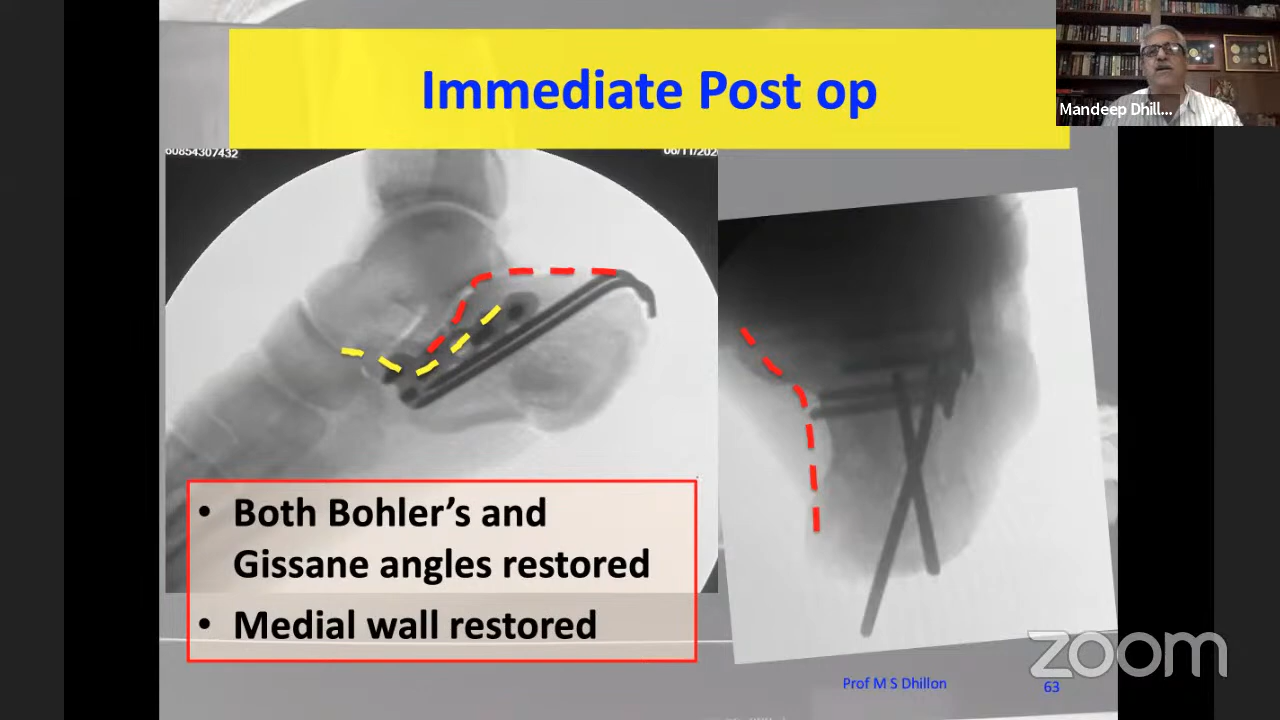 Immediate Post op
Mandeep Dhill...
60854307432
06/11/202
• Both Bohler's and
Gissane angles restored
• Medial wall restored
zoom
Prof M S Dhillon
63